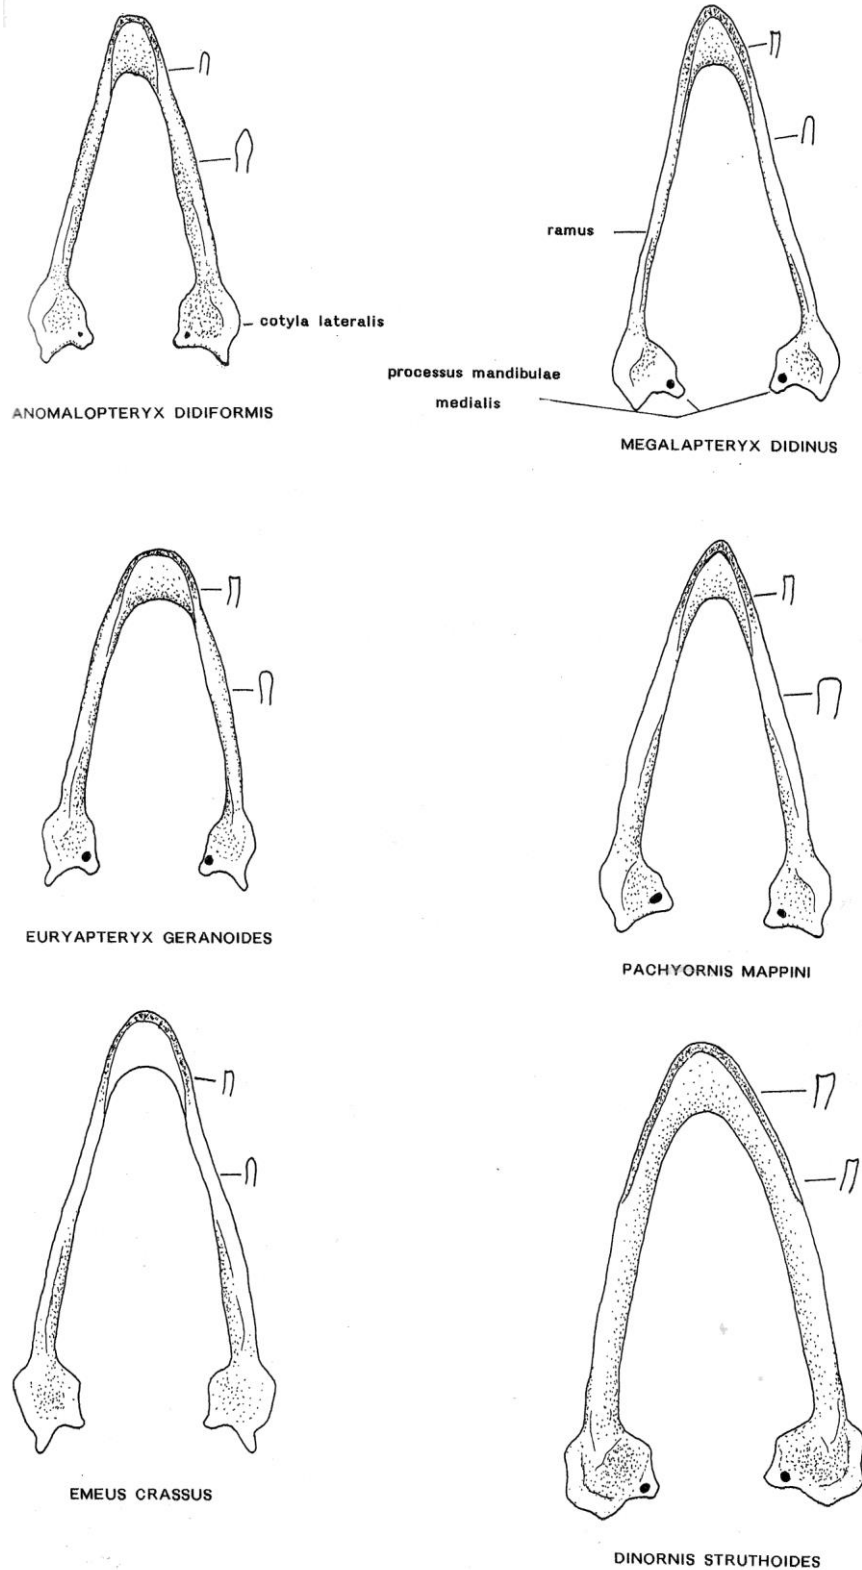 ramus
cotyla lateralis
processus mandibulae
medialis
ANOMALOPTERYX DIDIFORMIS
MEGALAPTERYX DIDINUS
EURYAPTERYX GERANOIDES
PACHYORNIS MAPPINI
EMEUS CRASSUS
DINORNIS STRUTHOIDES